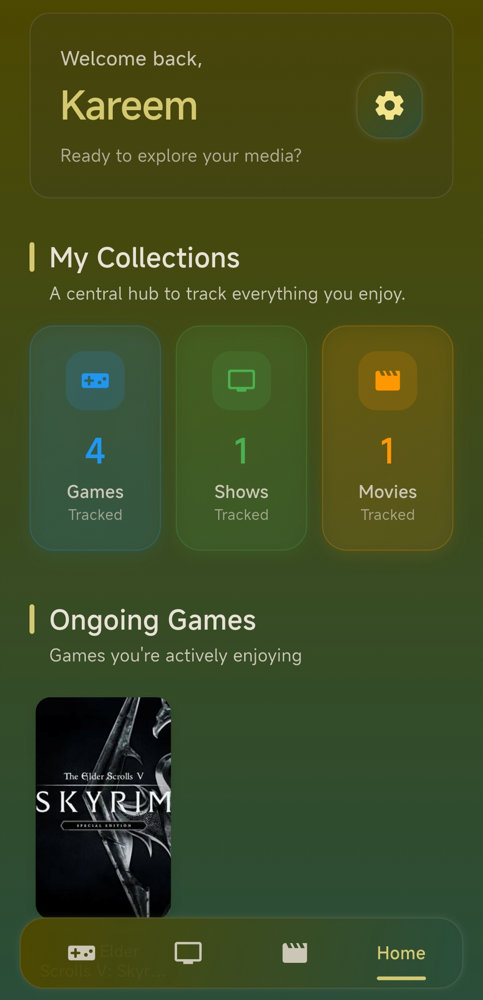 Welcome back,
Kareem
Ready to explore your media?
My Collections
A central hub to track everything you enjoy.
4
1
1
Games
Shows
Movies
Tracked
Tracked
Tracked
Ongoing Games
Games you're actively enjoying
The Elder Scrolls V
SKYRIM
SPECIAL EDITION
Elder
Scrolls V: Skyr...
Home